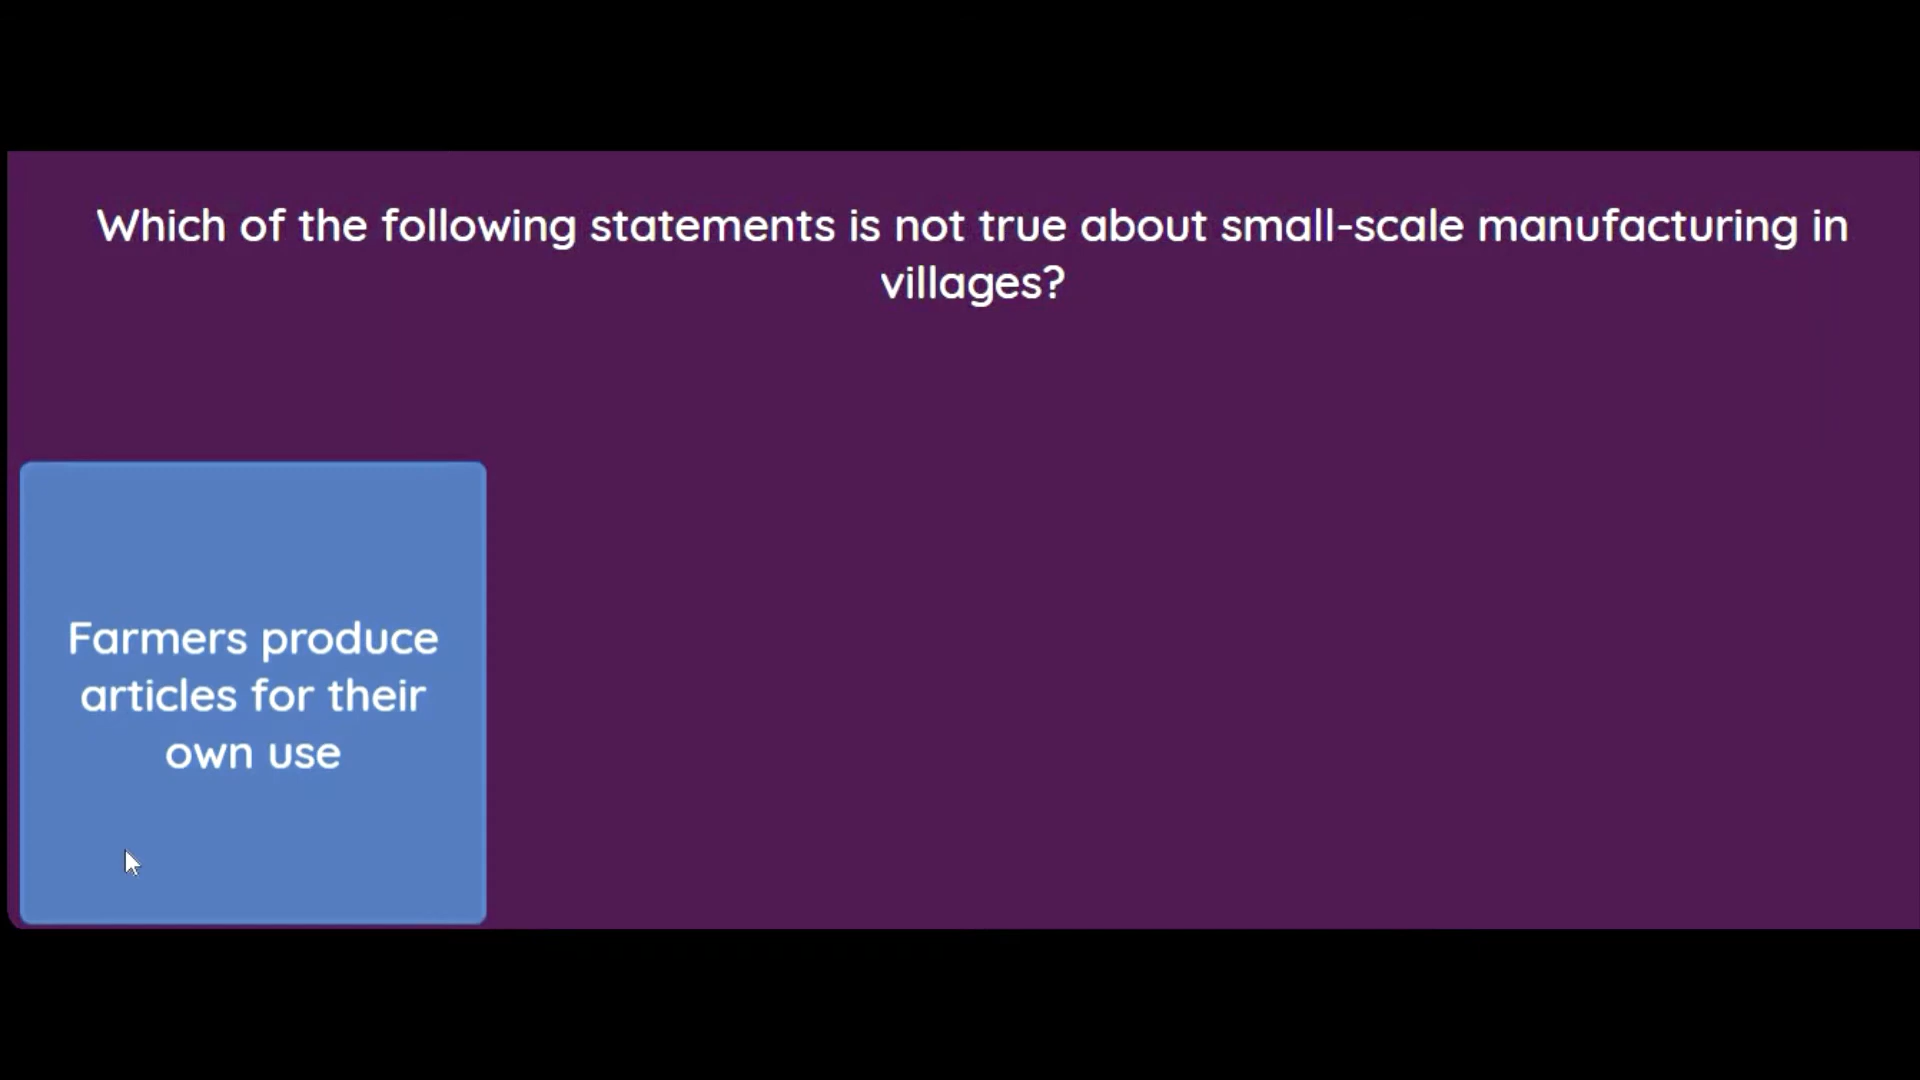 Which of the following statements is not true about small-scale manufacturing in
villages?
Farmers produce
articles for their
own use